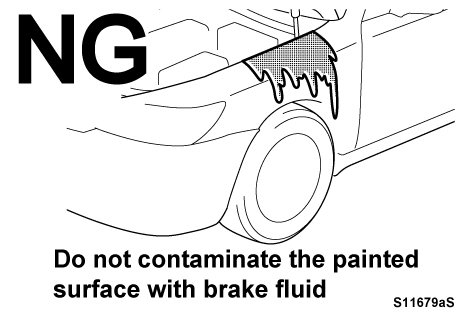 NG
Do not contaminate the painted
surface with brake fluid
S11679aS